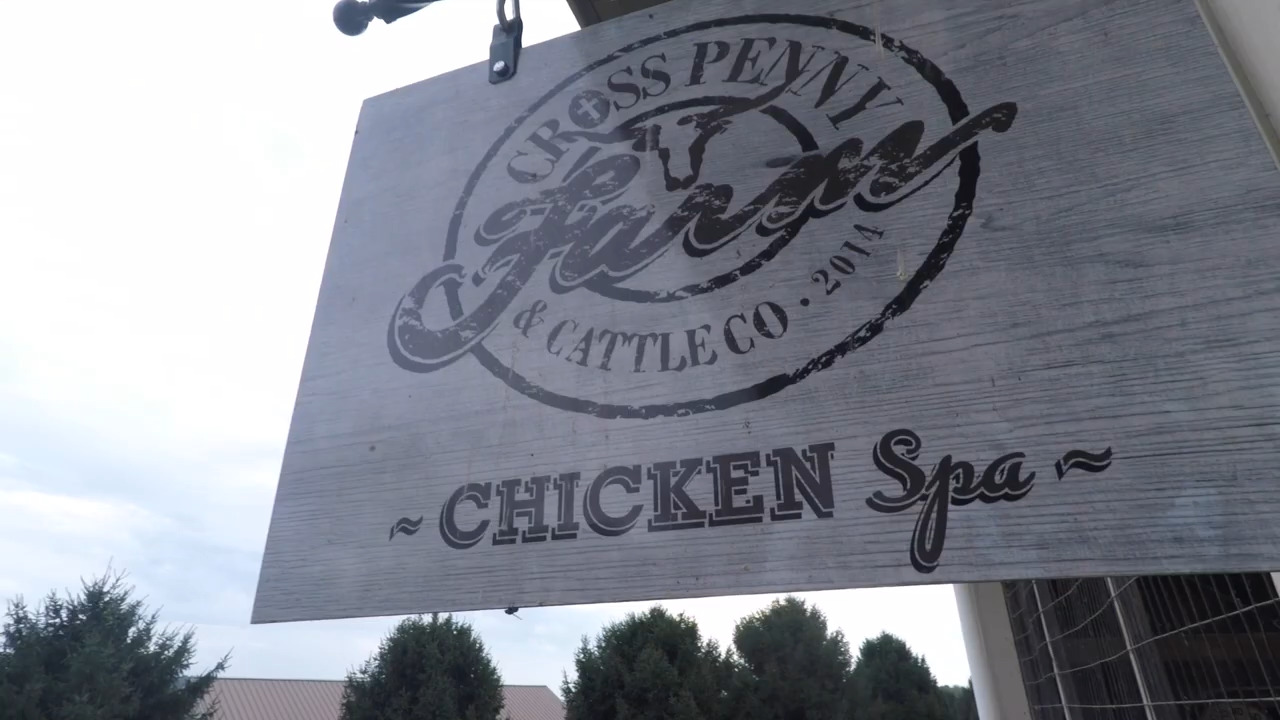 CROSS PENNY
Farm
& CATTLE CO • 2014
~ CHICKEN Spa ~